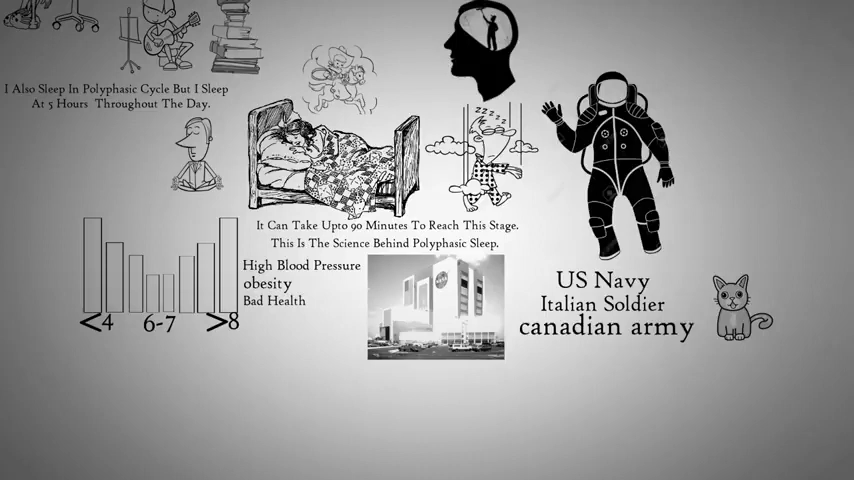 I Also Sleep In Polyphasic Cycle But I Sleep
At 5 Hours Throughout The Day.
zzzzz
It Can Take Upto 90 Minutes To Reach This Stage.
This Is The Science Behind Polyphasic Sleep.
High Blood Pressure
obesity
Bad Health
<4 6-7 >8
NASA
US Navy
Italian Soldier
canadian army